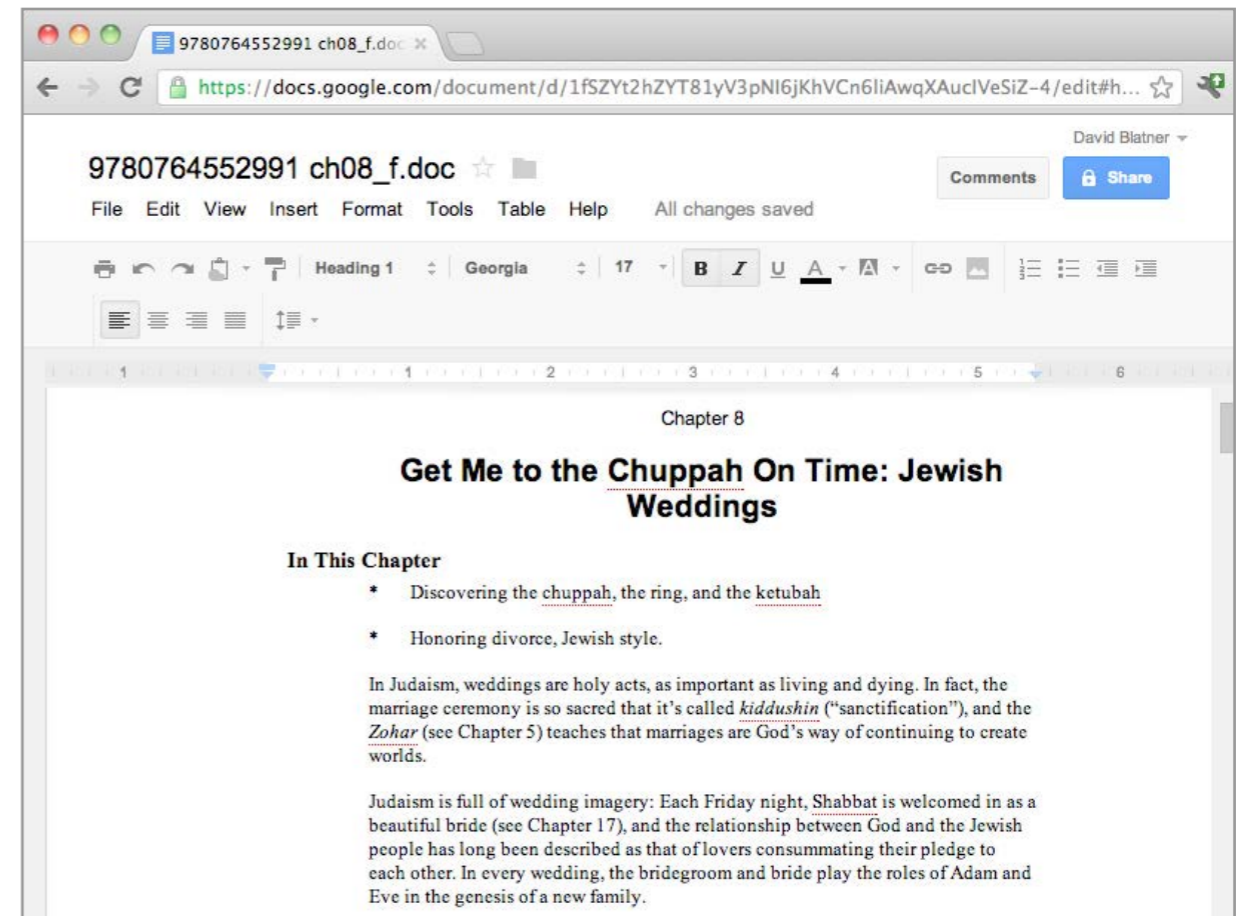 9780764552991 ch08_f.doc
https://docs.google.com/document/d/1fSZYt2hZYT81yV3pNI6jKhVCn6liAwqXAucIVeSiZ-4/edit#h...
David Blatner
9780764552991 ch08_f.doc
Comments
Share
File Edit View Insert Format Tools Table Help All changes saved
Heading 1 Georgia 17 B I U A A
1 1 2 3 4 5 6
Chapter 8
Get Me to the Chuppah On Time: Jewish
Weddings
In This Chapter
* Discovering the chuppah, the ring, and the ketubah
* Honoring divorce, Jewish style.
In Judaism, weddings are holy acts, as important as living and dying. In fact, the
marriage ceremony is so sacred that it's called kiddushin (“sanctification”), and the
Zohar (see Chapter 5) teaches that marriages are God's way of continuing to create
worlds.
Judaism is full of wedding imagery: Each Friday night, Shabbat is welcomed in as a
beautiful bride (see Chapter 17), and the relationship between God and the Jewish
people has long been described as that of lovers consummating their pledge to
each other. In every wedding, the bridegroom and bride play the roles of Adam and
Eve in the genesis of a new family.